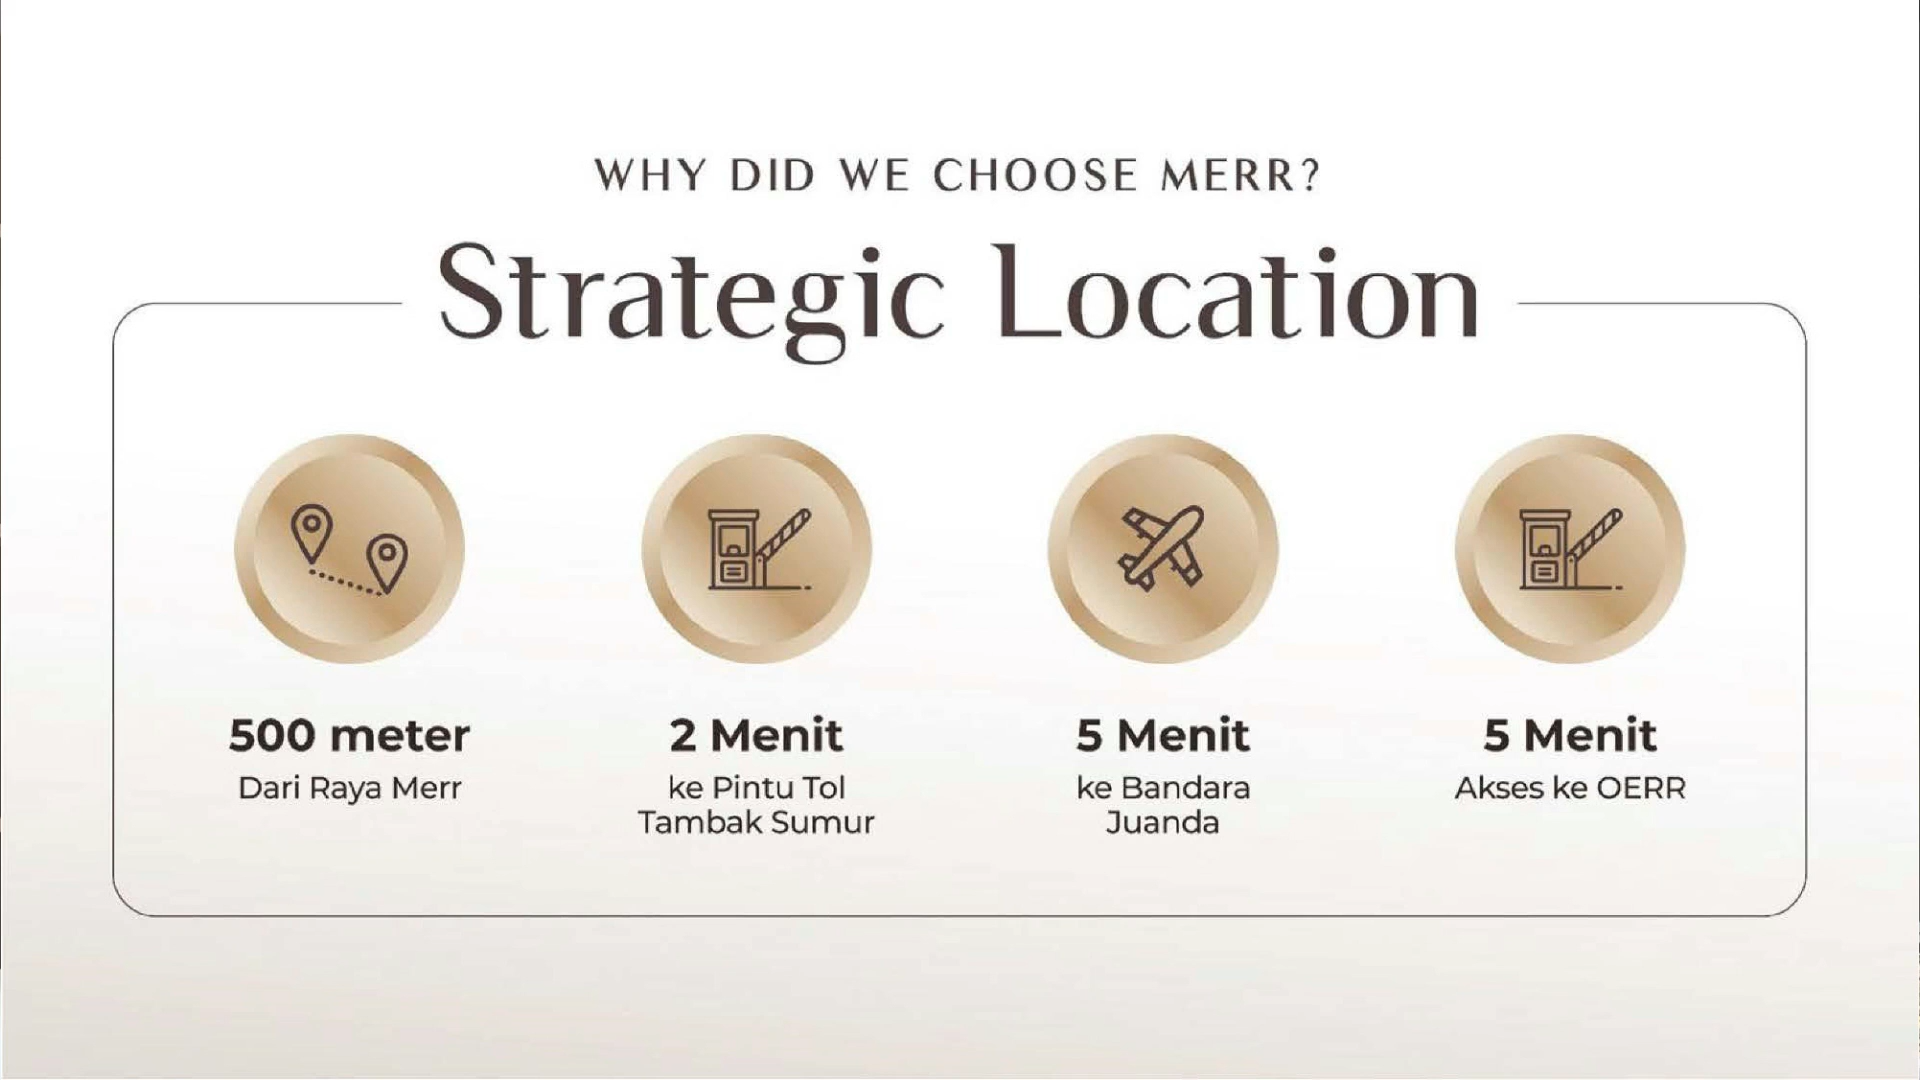 WHY DID WE CHOOSE MERR?
Strategic Location
500 meter
Dari Raya Merr
2 Menit
ke Pintu Tol
Tambak Sumur
5 Menit
ke Bandara
Juanda
5 Menit
Akses ke OERR